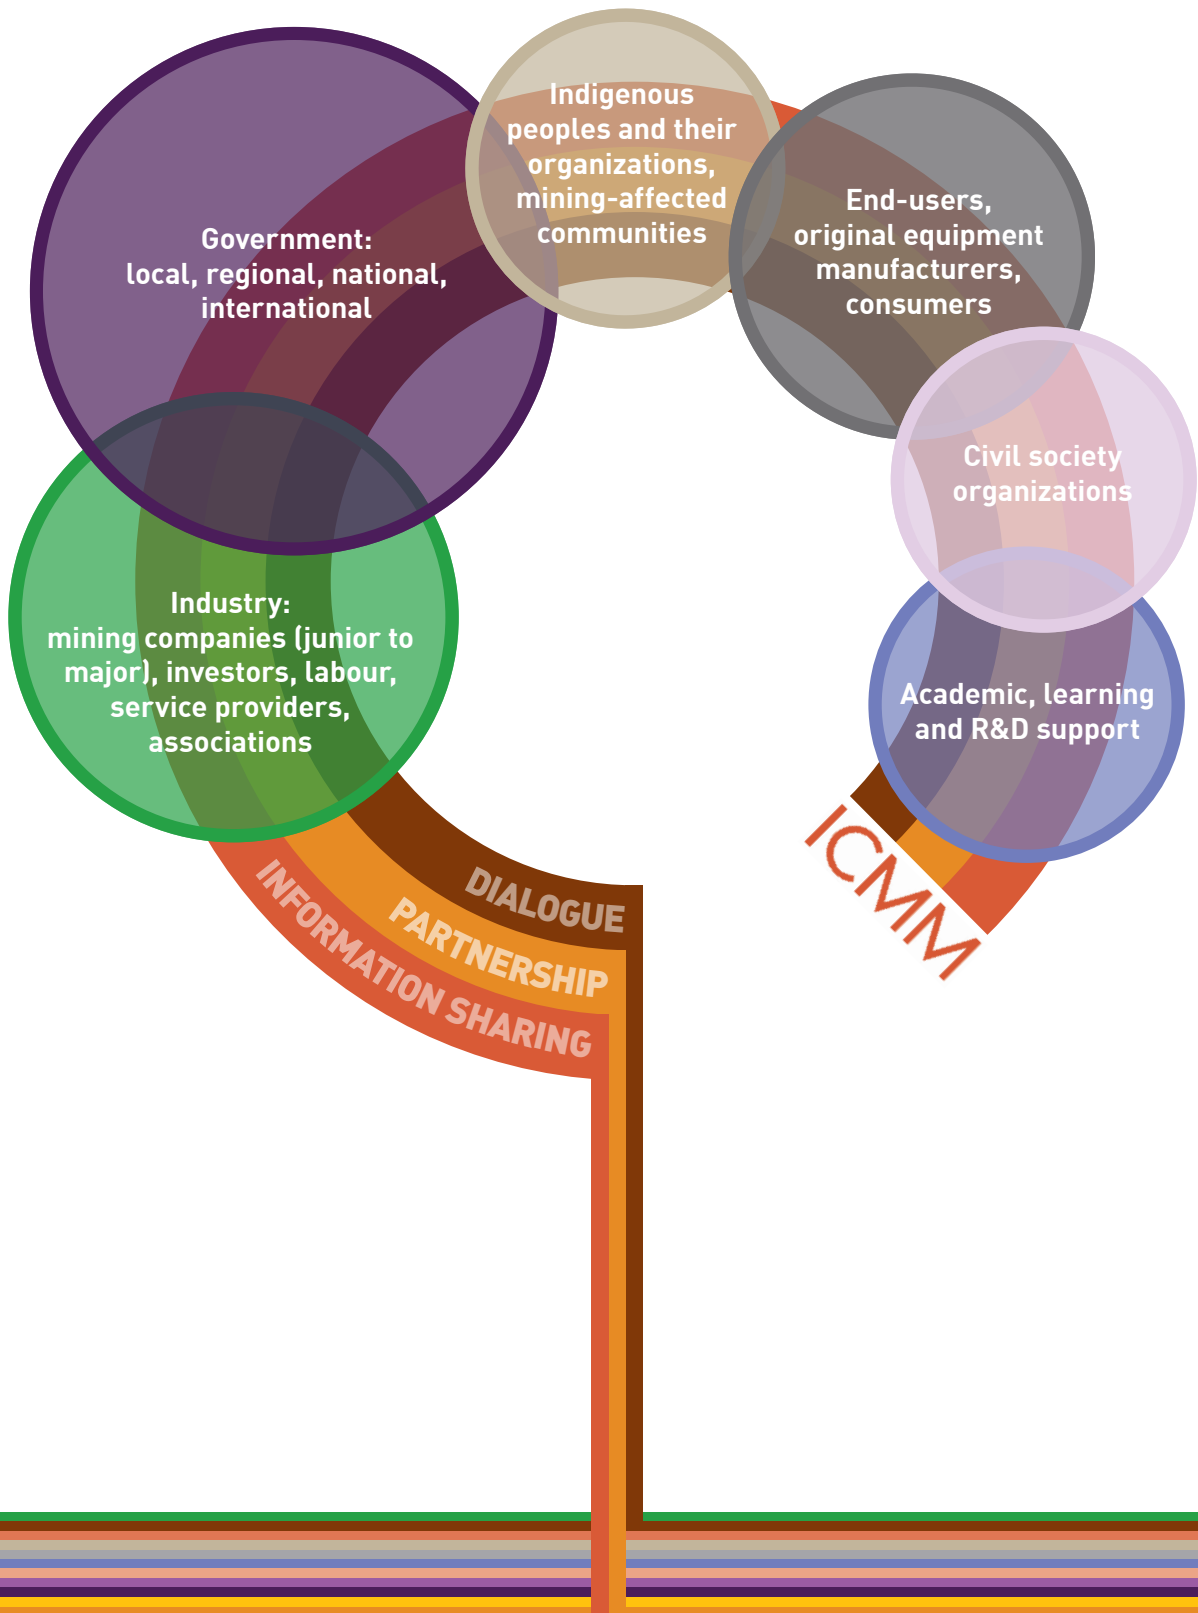 Indigenous
peoples and their
organizations,
mining-affected
communities
End-users,
original equipment
manufacturers,
consumers
Government:
local, regional, national,
international
Civil society
organizations
Industry:
mining companies (junior to
major), investors, labour,
service providers,
associations
Academic, learning
and R&D support
ICMM
DIALOGUE
PARTNERSHIP
INFORMATION SHARING